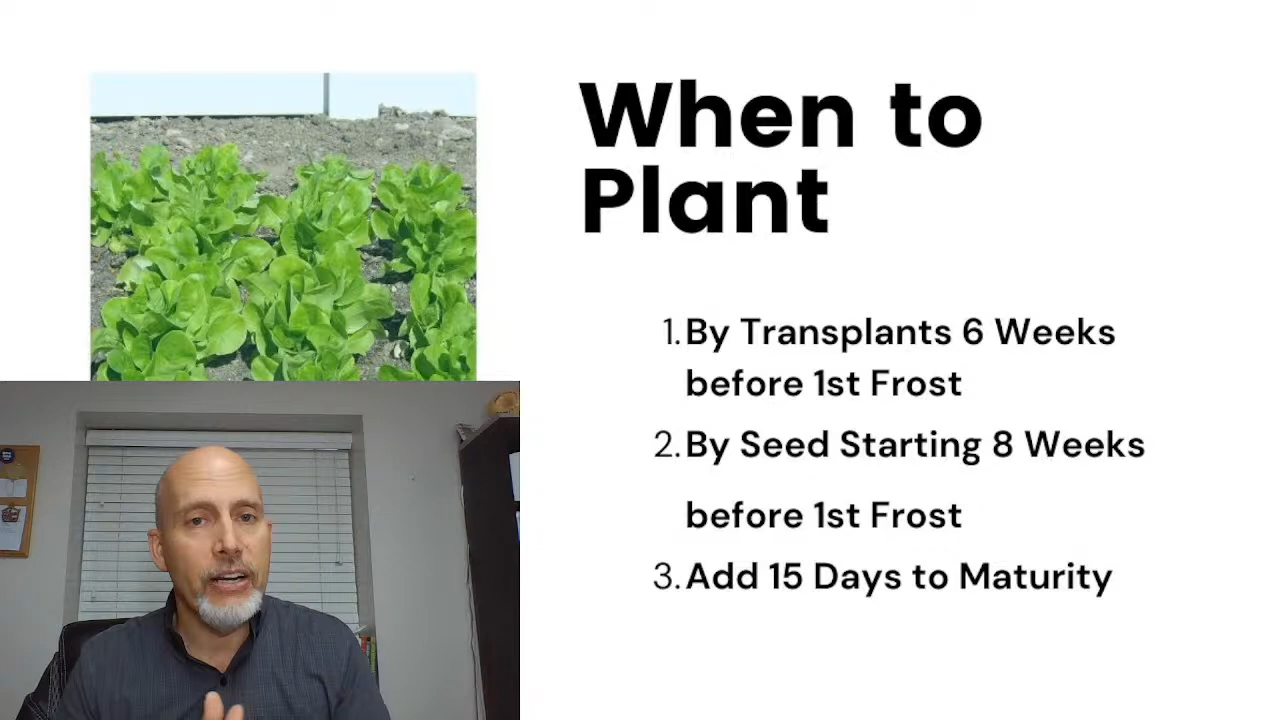 When to
Plant
1. By Transplants 6 Weeks
before 1st Frost
2. By Seed Starting 8 Weeks
before 1st Frost
3. Add 15 Days to Maturity